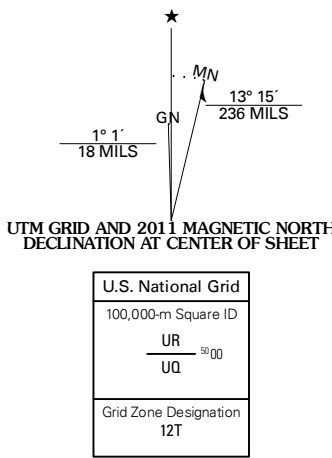 ★
MN
GN
13° 15´
236 MILS
1° 1´
18 MILS
UTM GRID AND 2011 MAGNETIC NORTH
DECLINATION AT CENTER OF SHEET
U.S. National Grid
100,000-m Square ID
UR
5000
UQ
Grid Zone Designation
12T